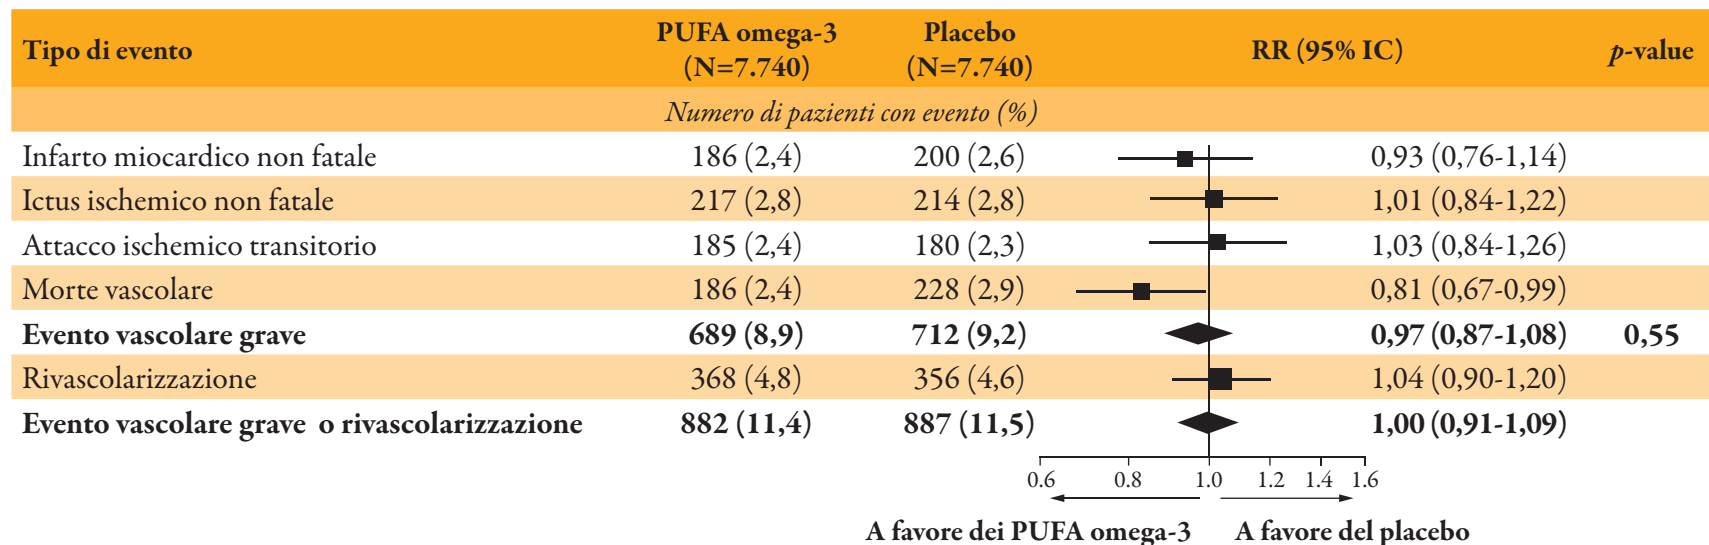 Tipo di evento PUFA omega-3 (N=7.740) Placebo (N=7.740) RR (95% IC) p-value
Numero di pazienti con evento (%)
Infarto miocardico non fatale 186 (2,4) 200 (2,6) 0,93 (0,76-1,14)
Ictus ischemico non fatale 217 (2,8) 214 (2,8) 1,01 (0,84-1,22)
Attacco ischemico transitorio 185 (2,4) 180 (2,3) 1,03 (0,84-1,26)
Morte vascolare 186 (2,4) 228 (2,9) 0,81 (0,67-0,99)
Evento vascolare grave 689 (8,9) 712 (9,2) 0,97 (0,87-1,08) 0,55
Rivascolarizzazione 368 (4,8) 356 (4,6) 1,04 (0,90-1,20)
Evento vascolare grave o rivascolarizzazione 882 (11,4) 887 (11,5) 1,00 (0,91-1,09)
0.6 0.8 1.0 1.2 1.4 1.6
A favore dei PUFA omega-3 A favore del placebo